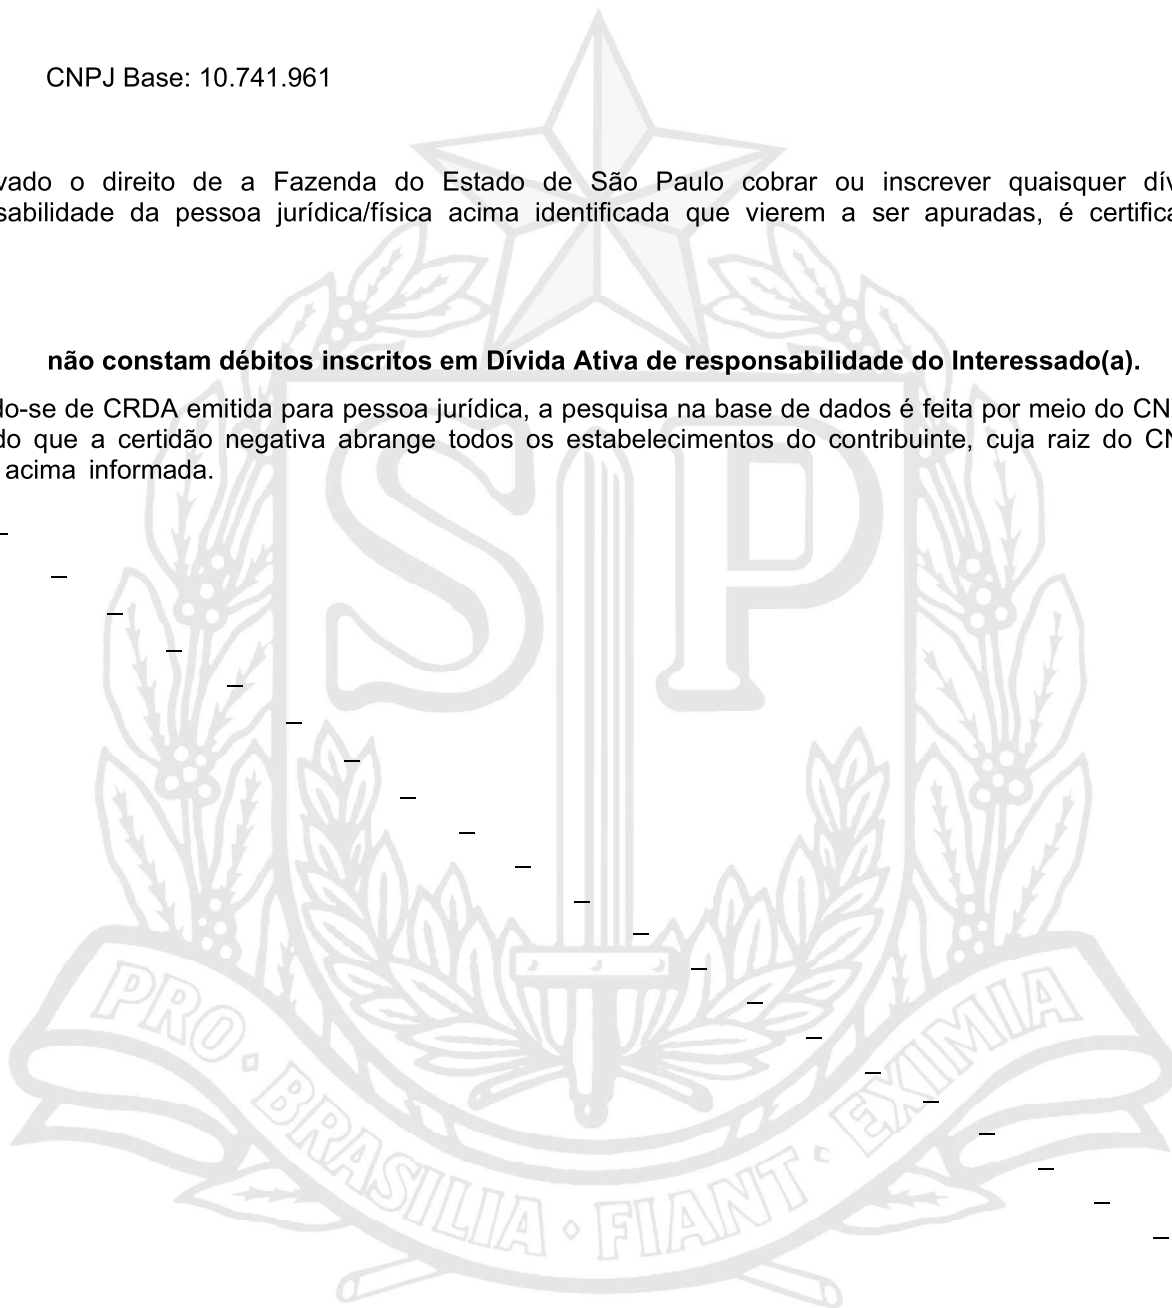 CNPJ Base: 10.741.961
vado o direito de a Fazenda do Estado de São Paulo cobrar ou inscrever quaisquer dív
sabilidade da pessoa jurídica/física acima identificada que vierem a ser apuradas, é certifica
não constam débitos inscritos em Dívida Ativa de responsabilidade do Interessado(a).
do-se de CRDA emitida para pessoa jurídica, a pesquisa na base de dados é feita por meio do CN
do que a certidão negativa abrange todos os estabelecimentos do contribuinte, cuja raiz do CN
acima informada.
SP
PRO · BRASILIA · FIANT · EXIMIA